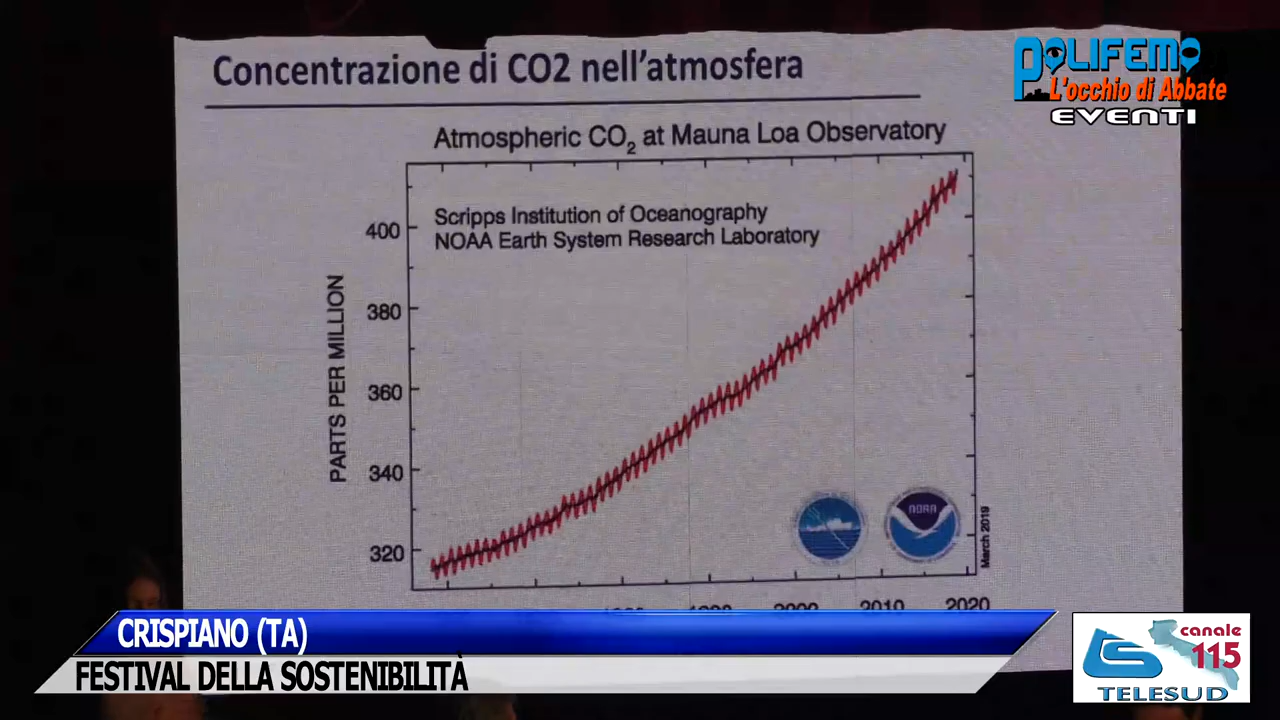 Concentrazione di CO2 nell'atmosfera
POLIFEMO
L'occhio di Abbate
EVENTI
Atmospheric CO2 at Mauna Loa Observatory
Scripps Institution of Oceanography
NOAA Earth System Research Laboratory
PARTS PER MILLION
400
380
360
340
320
NOAA
March 2019
2000
2010
2020
CRISPIANO (TA)
FESTIVAL DELLA SOSTENIBILITÀ
canale
115
TELESUD